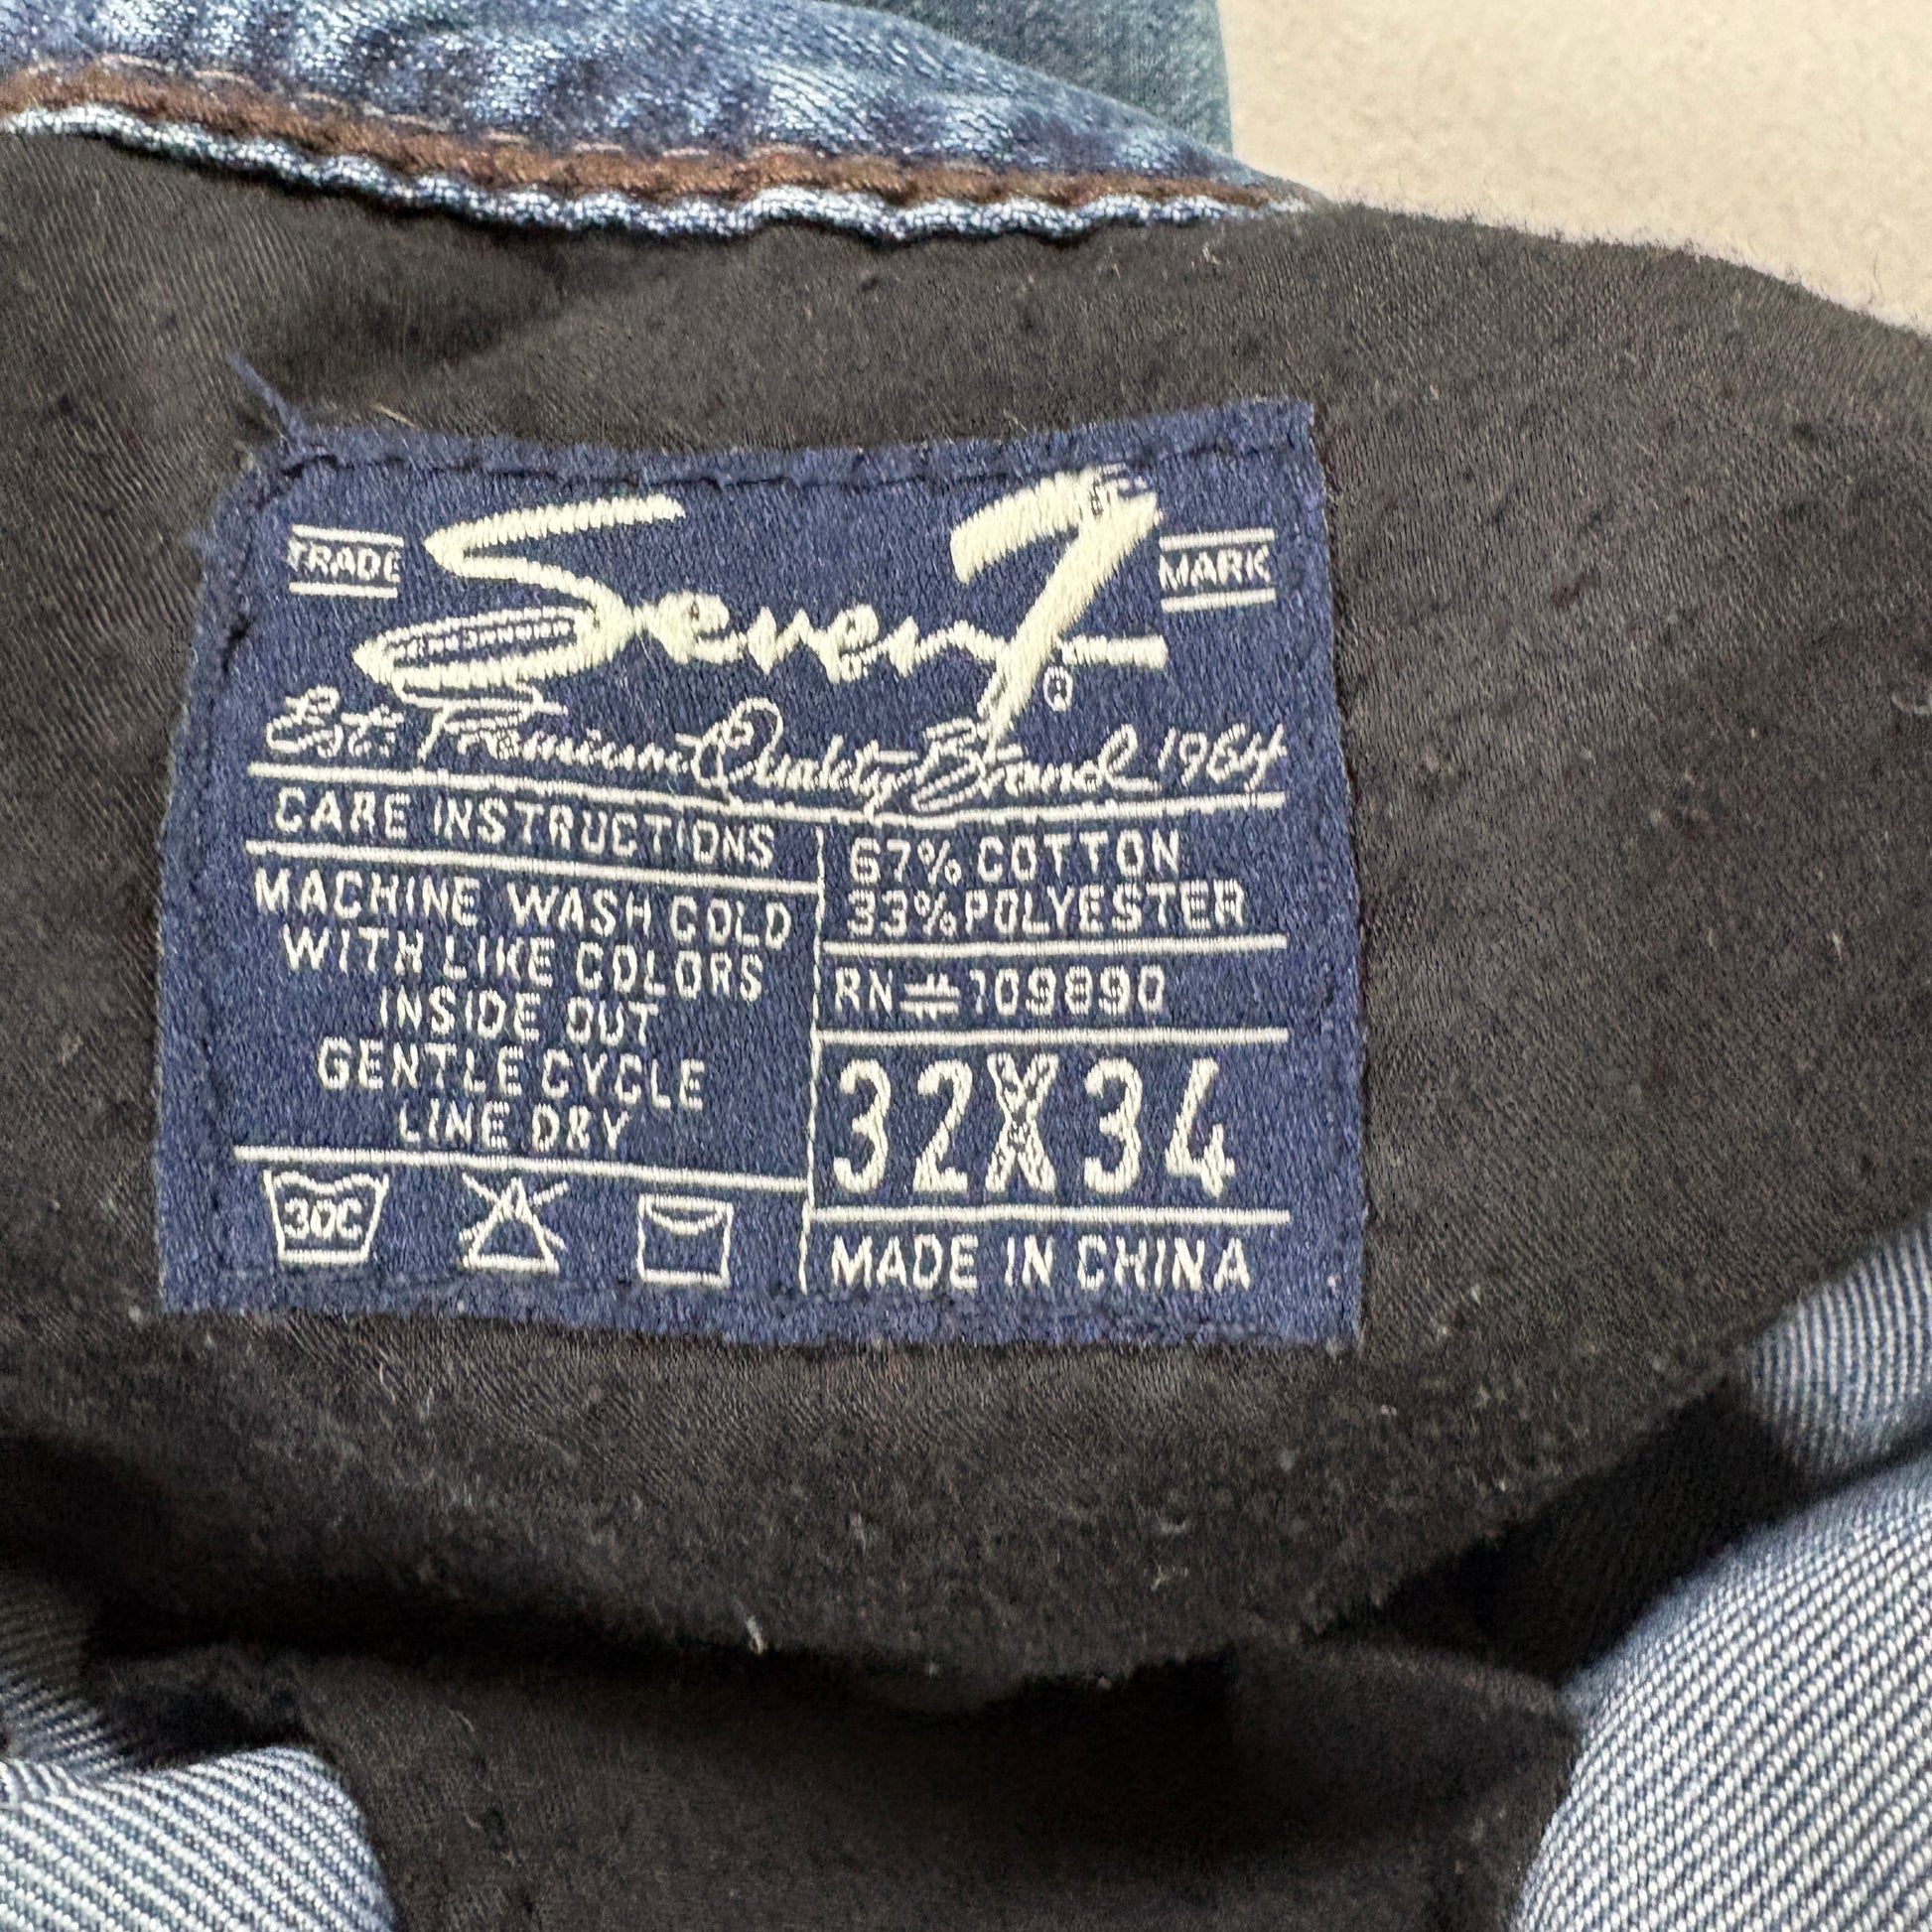 TRADE Seven7 MARK
®
Est. Premium Quality Brand 1964
CARE INSTRUCTIONS
MACHINE WASH COLD
WITH LIKE COLORS
INSIDE OUT
GENTLE CYCLE
LINE DRY
30C
67% COTTON
33% POLYESTER
RN#109890
32X34
MADE IN CHINA